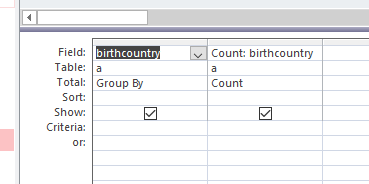 Field: birthcountry Count: birthcountry
Table: a a
Total: Group By Count
Sort:
Show:
Criteria:
or: